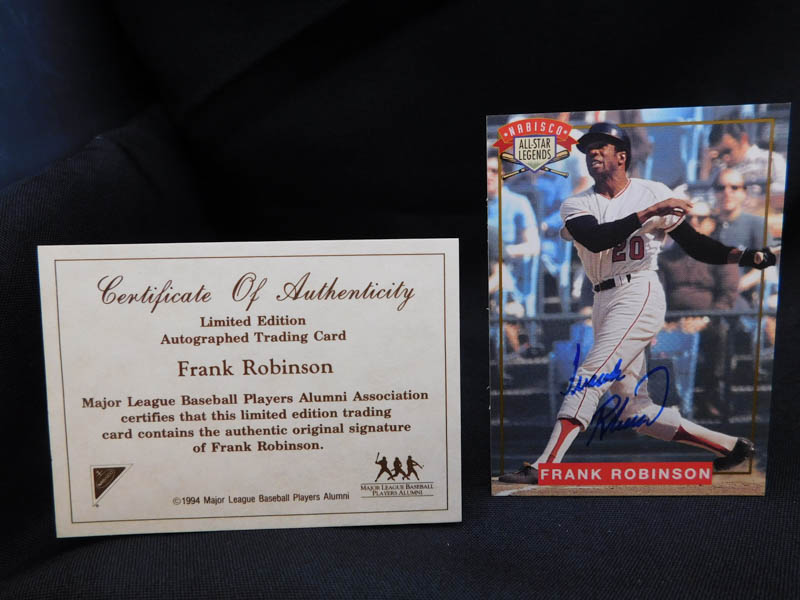 Certificate Of Authenticity
Limited Edition
Autographed Trading Card
Frank Robinson
Major League Baseball Players Alumni Association
certifies that this limited edition trading
card contains the authentic original signature
of Frank Robinson.
MAJOR LEAGUE BASEBALL
PLAYERS ALUMNI
©1994 Major League Baseball Players Alumni
NABISCO
ALL-STAR
LEGENDS
20
Frank
Robinson
FRANK ROBINSON